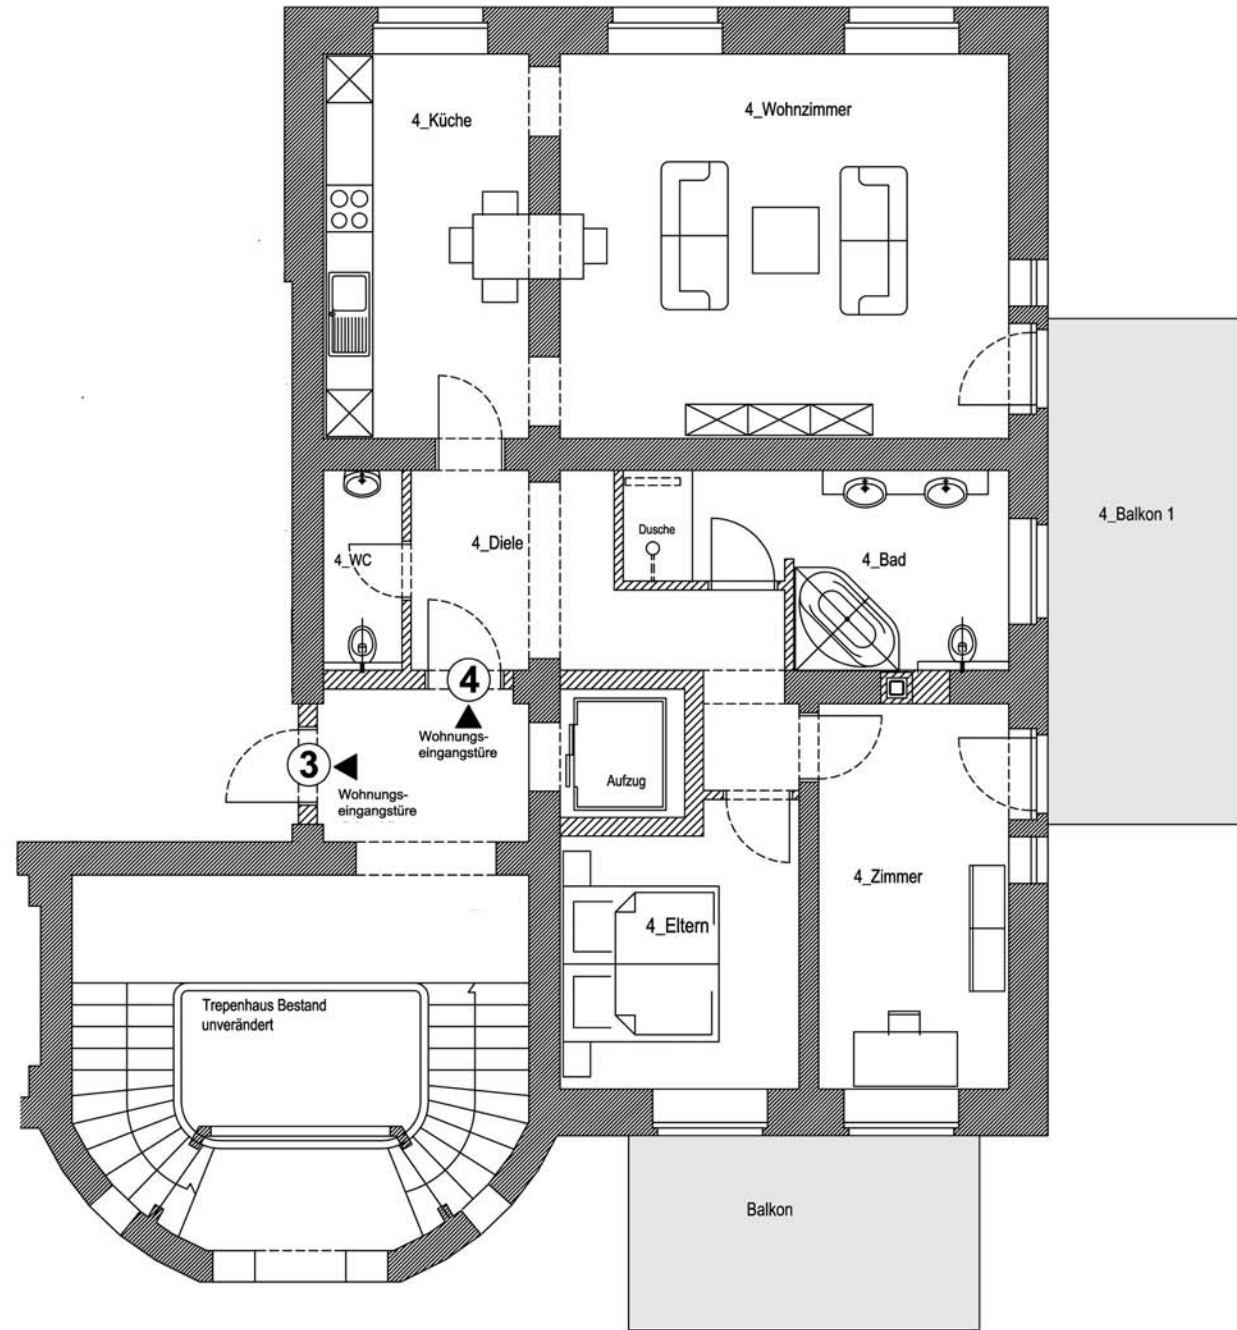 4_Küche
4_Wohnzimmer
4_WC
4_Diele
Dusche
4_Bad
4_Balkon 1
4
Wohnungs-
eingangstüre
3
Wohnungs-
eingangstüre
Aufzug
4_Zimmer
4_Eltern
Trepenhaus Bestand
unverändert
Balkon